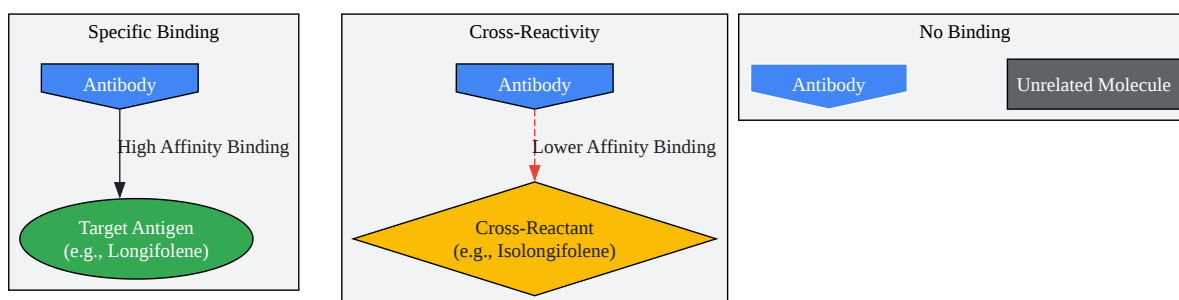 Specific Binding
Antibody
High Affinity Binding
Target Antigen
(e.g., Longifolene)
Cross-Reactivity
Antibody
Lower Affinity Binding
Cross-Reactant
(e.g., Isolongifolene)
No Binding
Antibody
Unrelated Molecule